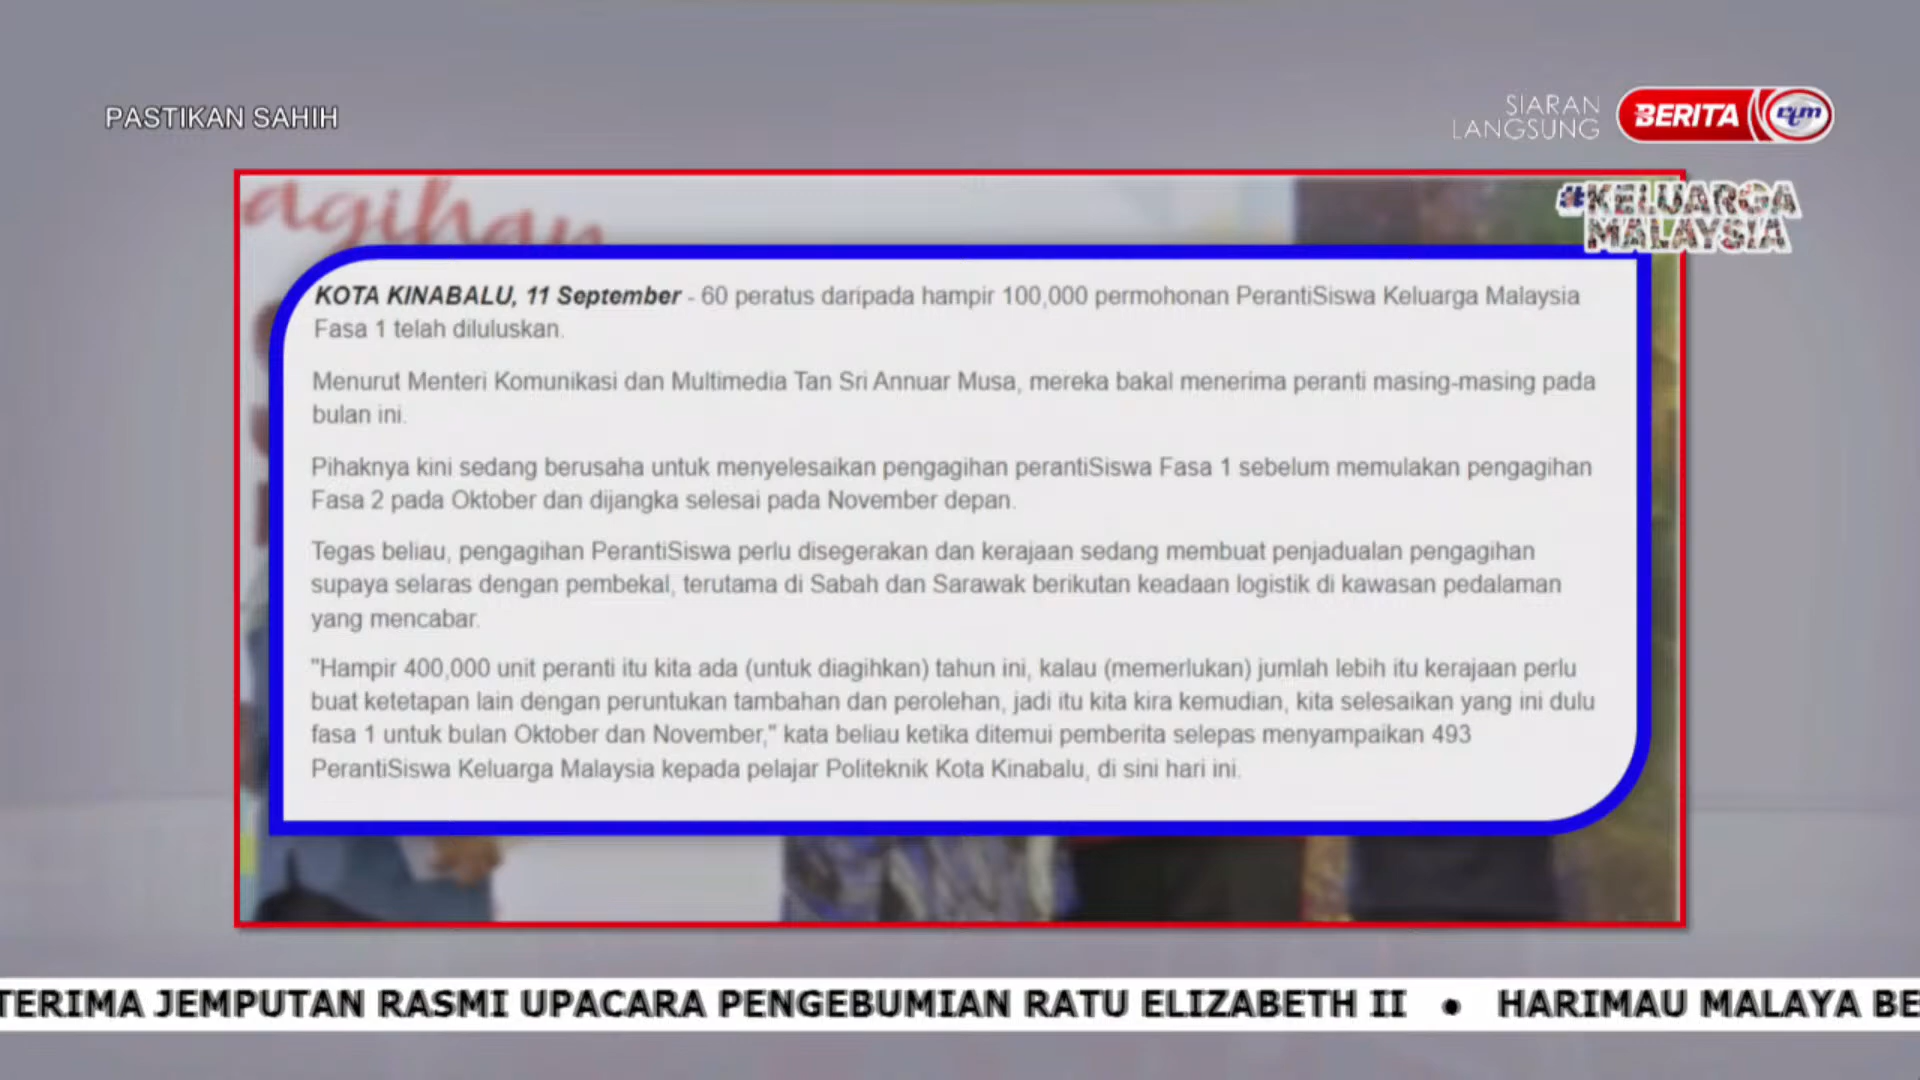 PASTIKAN SAHIH
SIARAN
LANGSUNG
BERITA rtm
#KELUARGA
MALAYSIA
agihan
KOTA KINABALU, 11 September - 60 peratus daripada hampir 100,000 permohonan PerantiSiswa Keluarga Malaysia
Fasa 1 telah diluluskan.
Menurut Menteri Komunikasi dan Multimedia Tan Sri Annuar Musa, mereka bakal menerima peranti masing-masing pada
bulan ini.
Pihaknya kini sedang berusaha untuk menyelesaikan pengagihan perantiSiswa Fasa 1 sebelum memulakan pengagihan
Fasa 2 pada Oktober dan dijangka selesai pada November depan.
Tegas beliau, pengagihan PerantiSiswa perlu disegerakan dan kerajaan sedang membuat penjadualan pengagihan
supaya selaras dengan pembekal, terutama di Sabah dan Sarawak berikutan keadaan logistik di kawasan pedalaman
yang mencabar.
"Hampir 400,000 unit peranti itu kita ada (untuk diagihkan) tahun ini, kalau (memerlukan) jumlah lebih itu kerajaan perlu
buat ketetapan lain dengan peruntukan tambahan dan perolehan, jadi itu kita kira kemudian, kita selesaikan yang ini dulu
fasa 1 untuk bulan Oktober dan November," kata beliau ketika ditemui pemberita selepas menyampaikan 493
PerantiSiswa Keluarga Malaysia kepada pelajar Politeknik Kota Kinabalu, di sini hari ini.
TERIMA JEMPUTAN RASMI UPACARA PENGEBUMIAN RATU ELIZABETH II • HARIMAU MALAYA BE